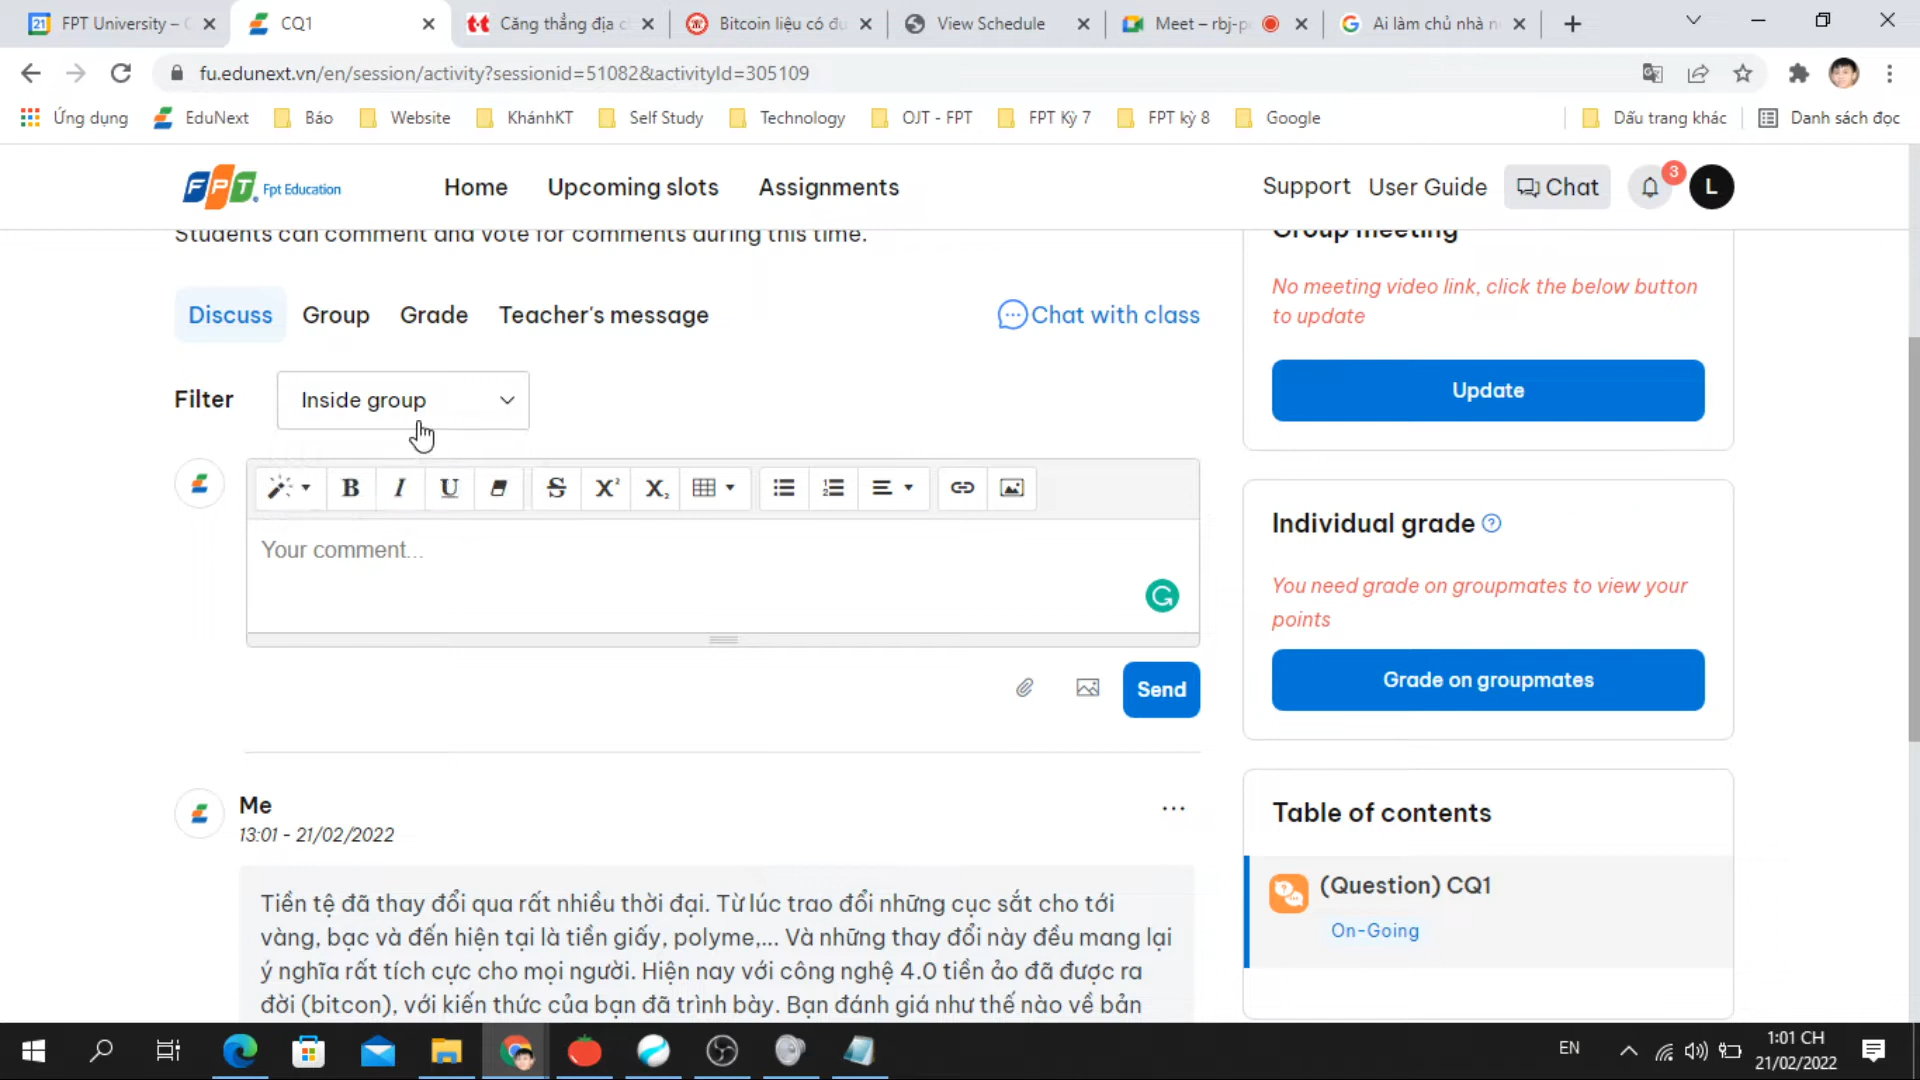 21
FPT University – C
CQ1
Căng thẳng địa c
Bitcoin liệu có đu
View Schedule
Meet – rbj-p
Ai làm chủ nhà n
fu.edunext.vn/en/session/activity?sessionid=51082&activityId=305109
Ứng dụng
EduNext
Báo
Website
KhánhKT
Self Study
Technology
OJT - FPT
FPT Kỳ 7
FPT kỳ 8
Google
Dấu trang khác
Danh sách đọc
FPT Fpt Education
Home
Upcoming slots
Assignments
Support
User Guide
Chat
3
L
Students can comment and vote for comments during this time.
Discuss
Group
Grade
Teacher's message
Chat with class
Filter
Inside group
Your comment...
Send
Me
13:01 - 21/02/2022
Tiền tệ đã thay đổi qua rất nhiều thời đại. Từ lúc trao đổi những cục sắt cho tới
vàng, bạc và đến hiện tại là tiền giấy, polyme,... Và những thay đổi này đều mang lại
ý nghĩa rất tích cực cho mọi người. Hiện nay với công nghệ 4.0 tiền ảo đã được ra
đời (bitcon), với kiến thức của bạn đã trình bày. Bạn đánh giá như thế nào về bản
Group meeting
No meeting video link, click the below button
to update
Update
Individual grade
You need grade on groupmates to view your
points
Grade on groupmates
Table of contents
(Question) CQ1
On-Going
EN
1:01 CH
21/02/2022